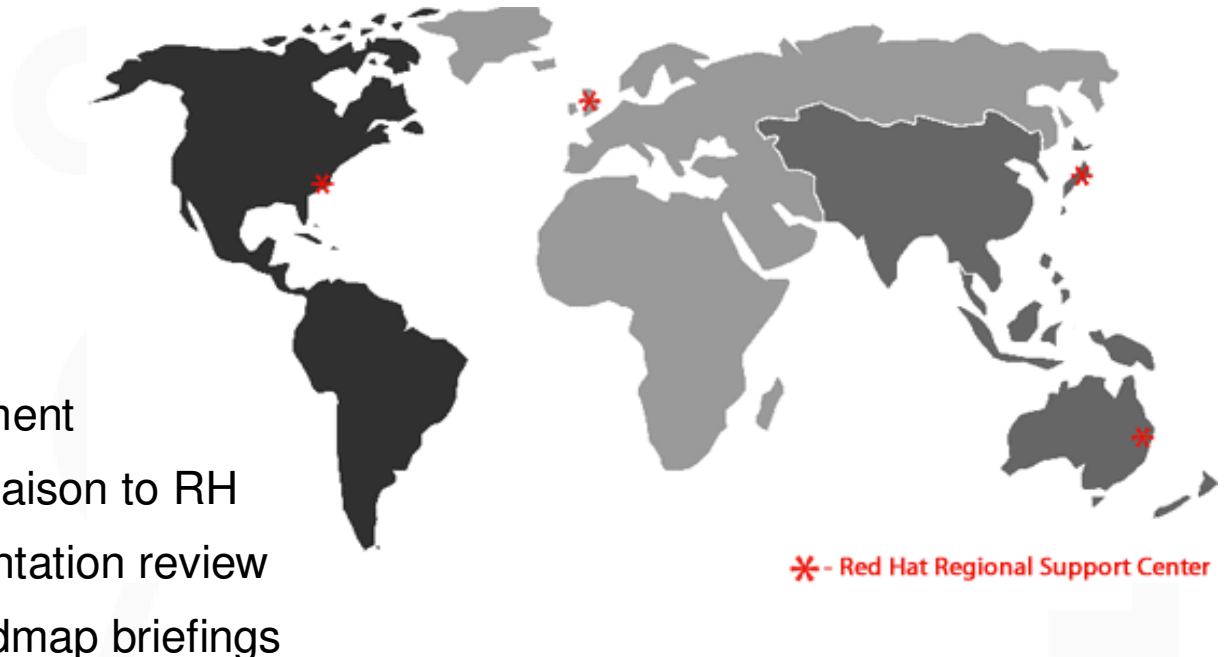 ment
aison to RH
ntation review
dmap briefings
* - Red Hat Regional Support Center